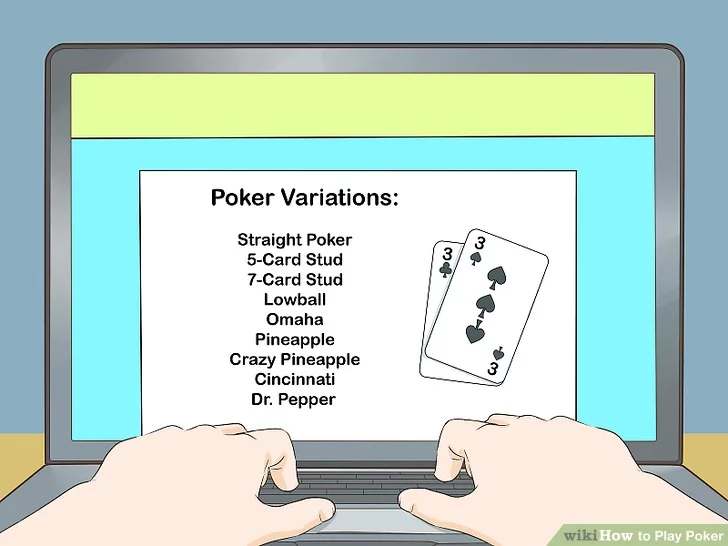 Poker Variations:
Straight Poker
5-Card Stud
7-Card Stud
Lowball
Omaha
Pineapple
Crazy Pineapple
Cincinnati
Dr. Pepper
3
3
3
wikiHow to Play Poker